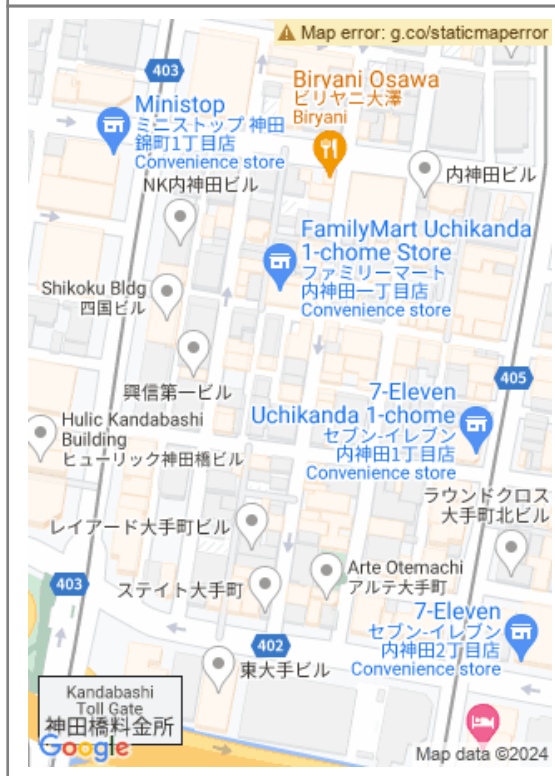 Map error: g.co/staticmaperror
403
Biryani Osawa
ビリヤニ大澤
Biryani
Ministop
ミニストップ 神田
錦町1丁目店
Convenience store
内神田ビル
NK内神田ビル
FamilyMart Uchikanda
1-chome Store
ファミリーマート
内神田一丁目店
Convenience store
Shikoku Bldg
四国ビル
興信第一ビル
405
7-Eleven
Uchikanda 1-chome
セブン-イレブン
内神田1丁目店
Convenience store
Hulic Kandabashi
Building
ヒューリック神田橋ビル
ラウンドクロス
大手町北ビル
レイアード大手町ビル
Arte Otemachi
アルテ大手町
403
ステイト大手町
7-Eleven
セブン-イレブン
内神田2丁目店
Convenience store
402
東大手ビル
Kandabashi
Toll Gate
神田橋料金所
Google
Map data ©2024